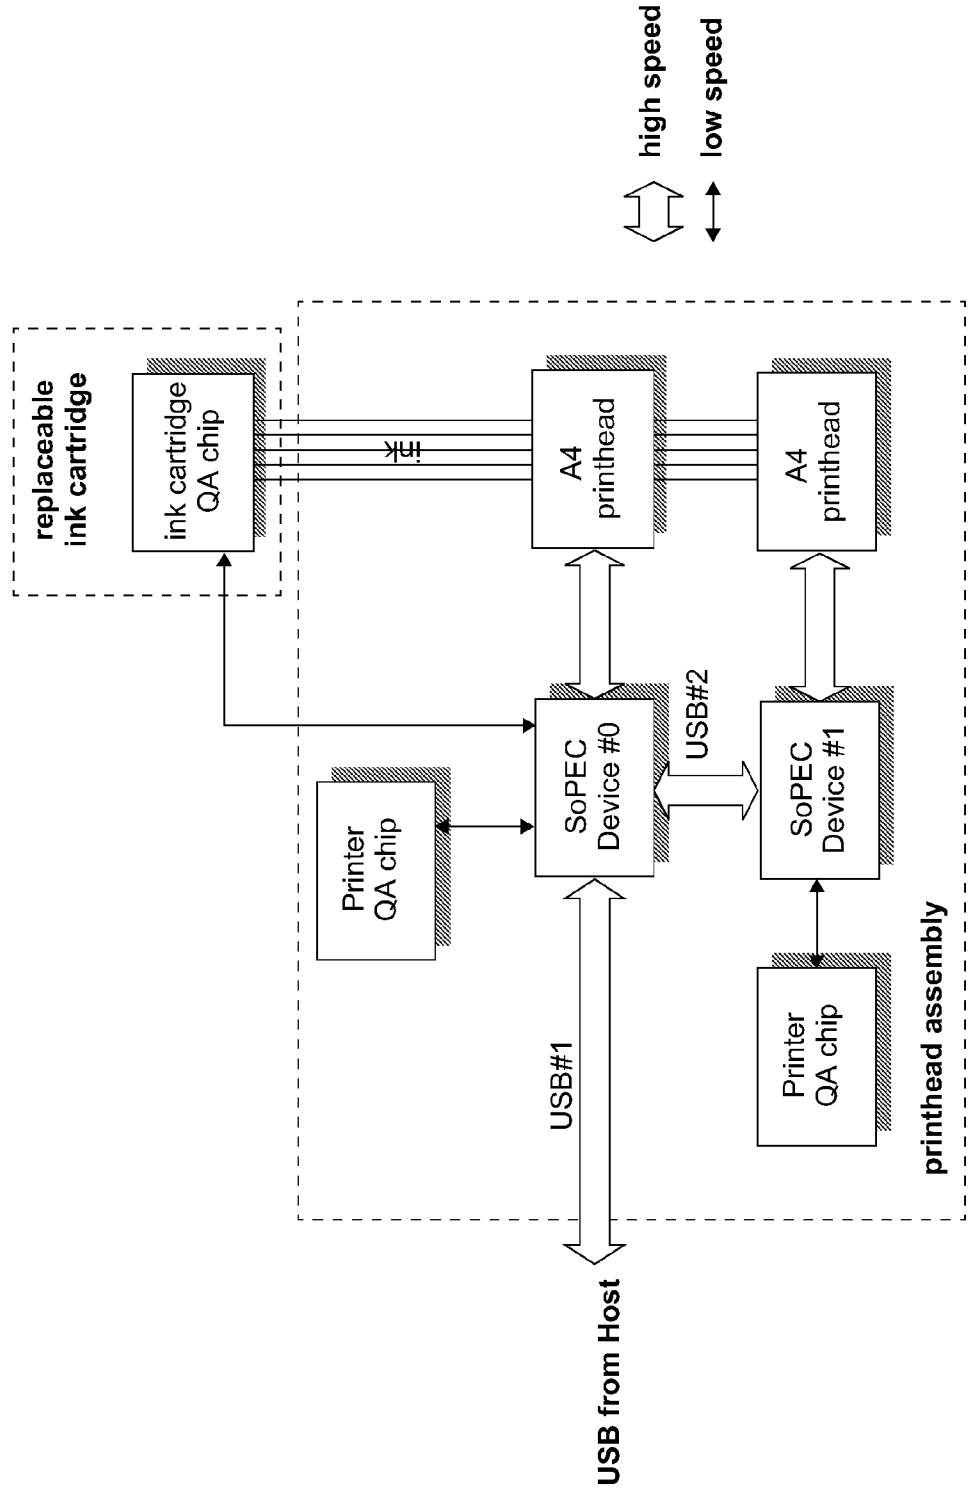 replaceable
ink cartridge
ink cartridge
QA chip
ink
A4
printhead
A4
printhead
high speed
low speed
Printer
QA chip
SoPEC
Device #0
USB#2
SoPEC
Device #1
USB#1
Printer
QA chip
printhead assembly
USB from Host